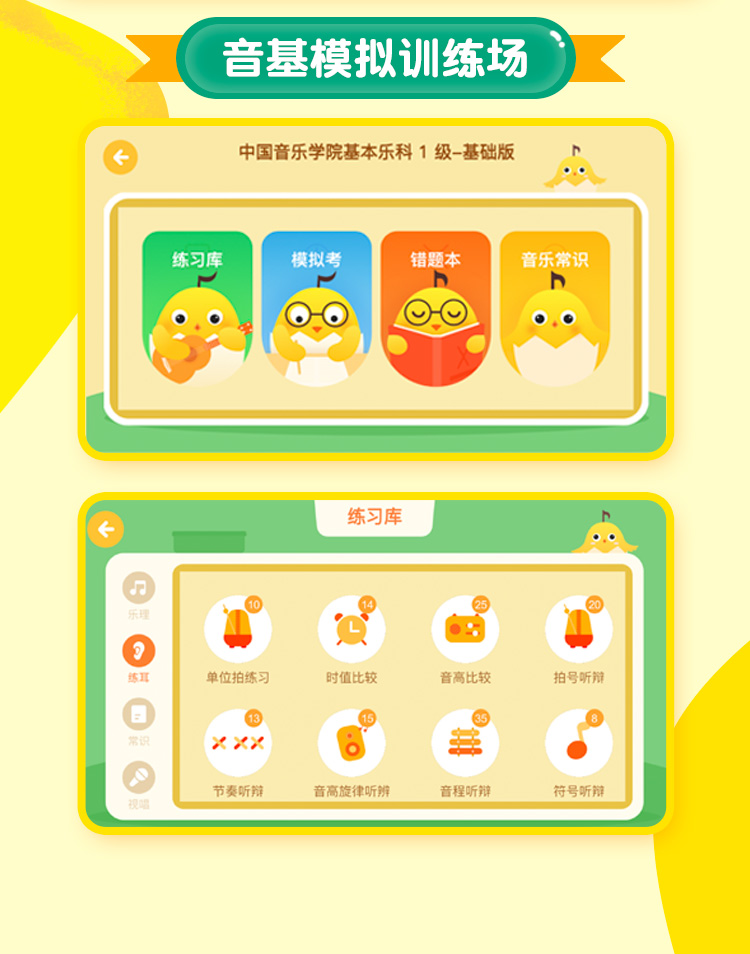 音基模拟训练场
中国音乐学院基本乐科 1 级-基础版
练习库
模拟考
错题本
音乐常识
练习库
乐理
练耳
常识
视唱
10
14
25
20
单位拍练习
时值比较
音高比较
拍号听辩
13
15
35
8
节奏听辩
音高旋律听辨
音程听辩
符号听辩